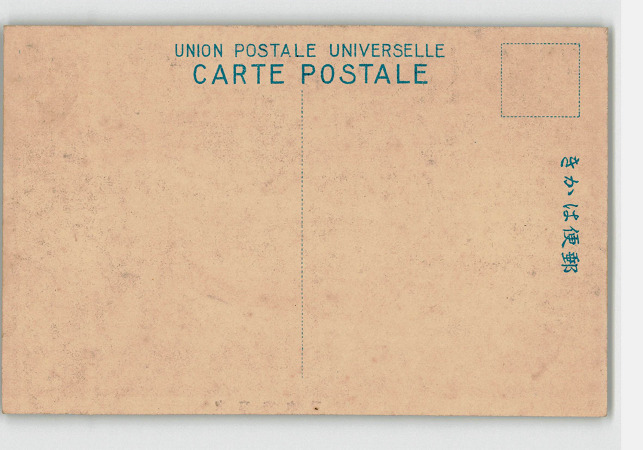 UNION POSTALE UNIVERSELLE
CARTE POSTALE
きかは便郵